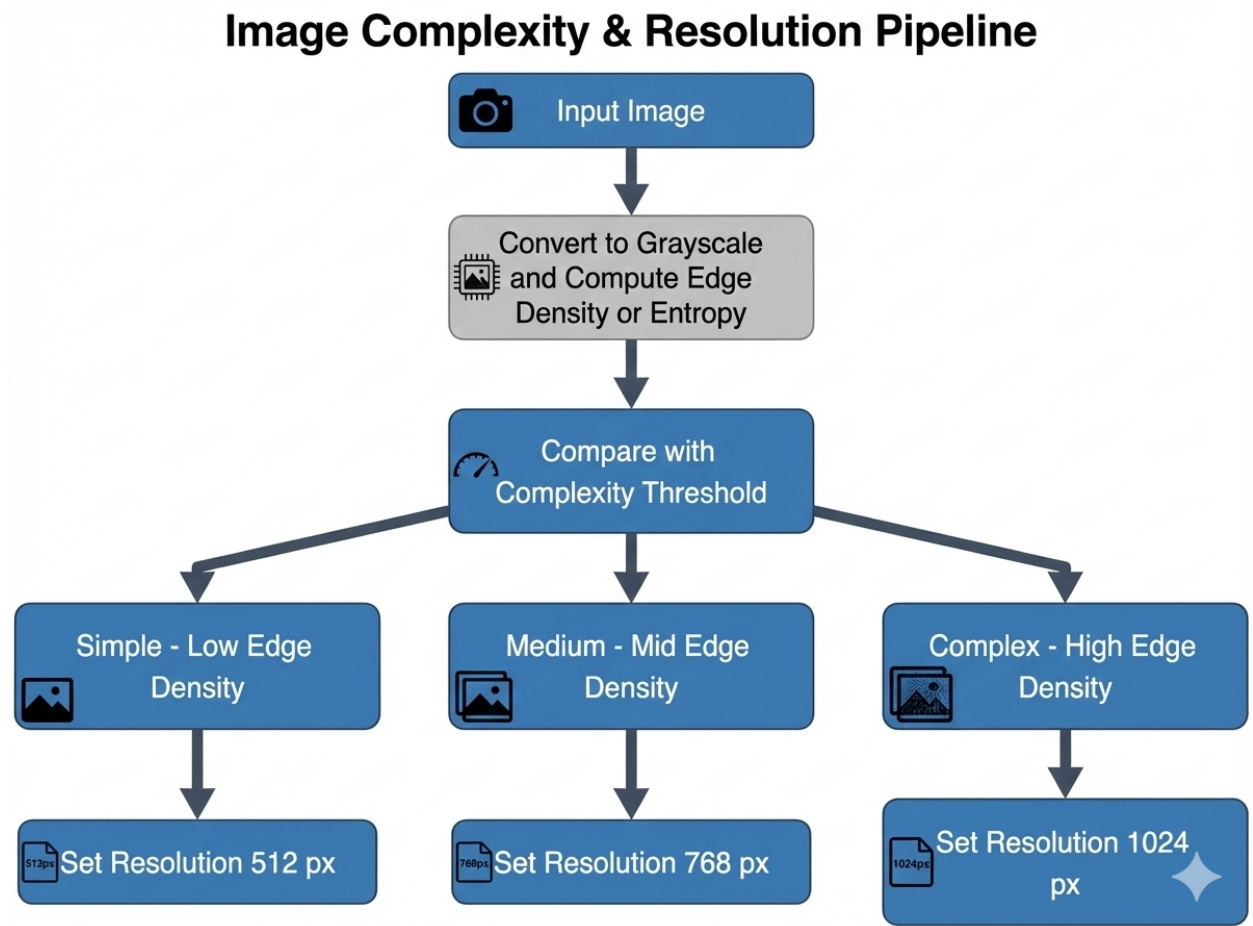 Image Complexity & Resolution Pipeline
Input Image
Convert to Grayscale
and Compute Edge
Density or Entropy
Compare with
Complexity Threshold
Simple - Low Edge
Density
Medium - Mid Edge
Density
Complex - High Edge
Density
512px
Set Resolution 512 px
768px
Set Resolution 768 px
1024px
Set Resolution 1024
px